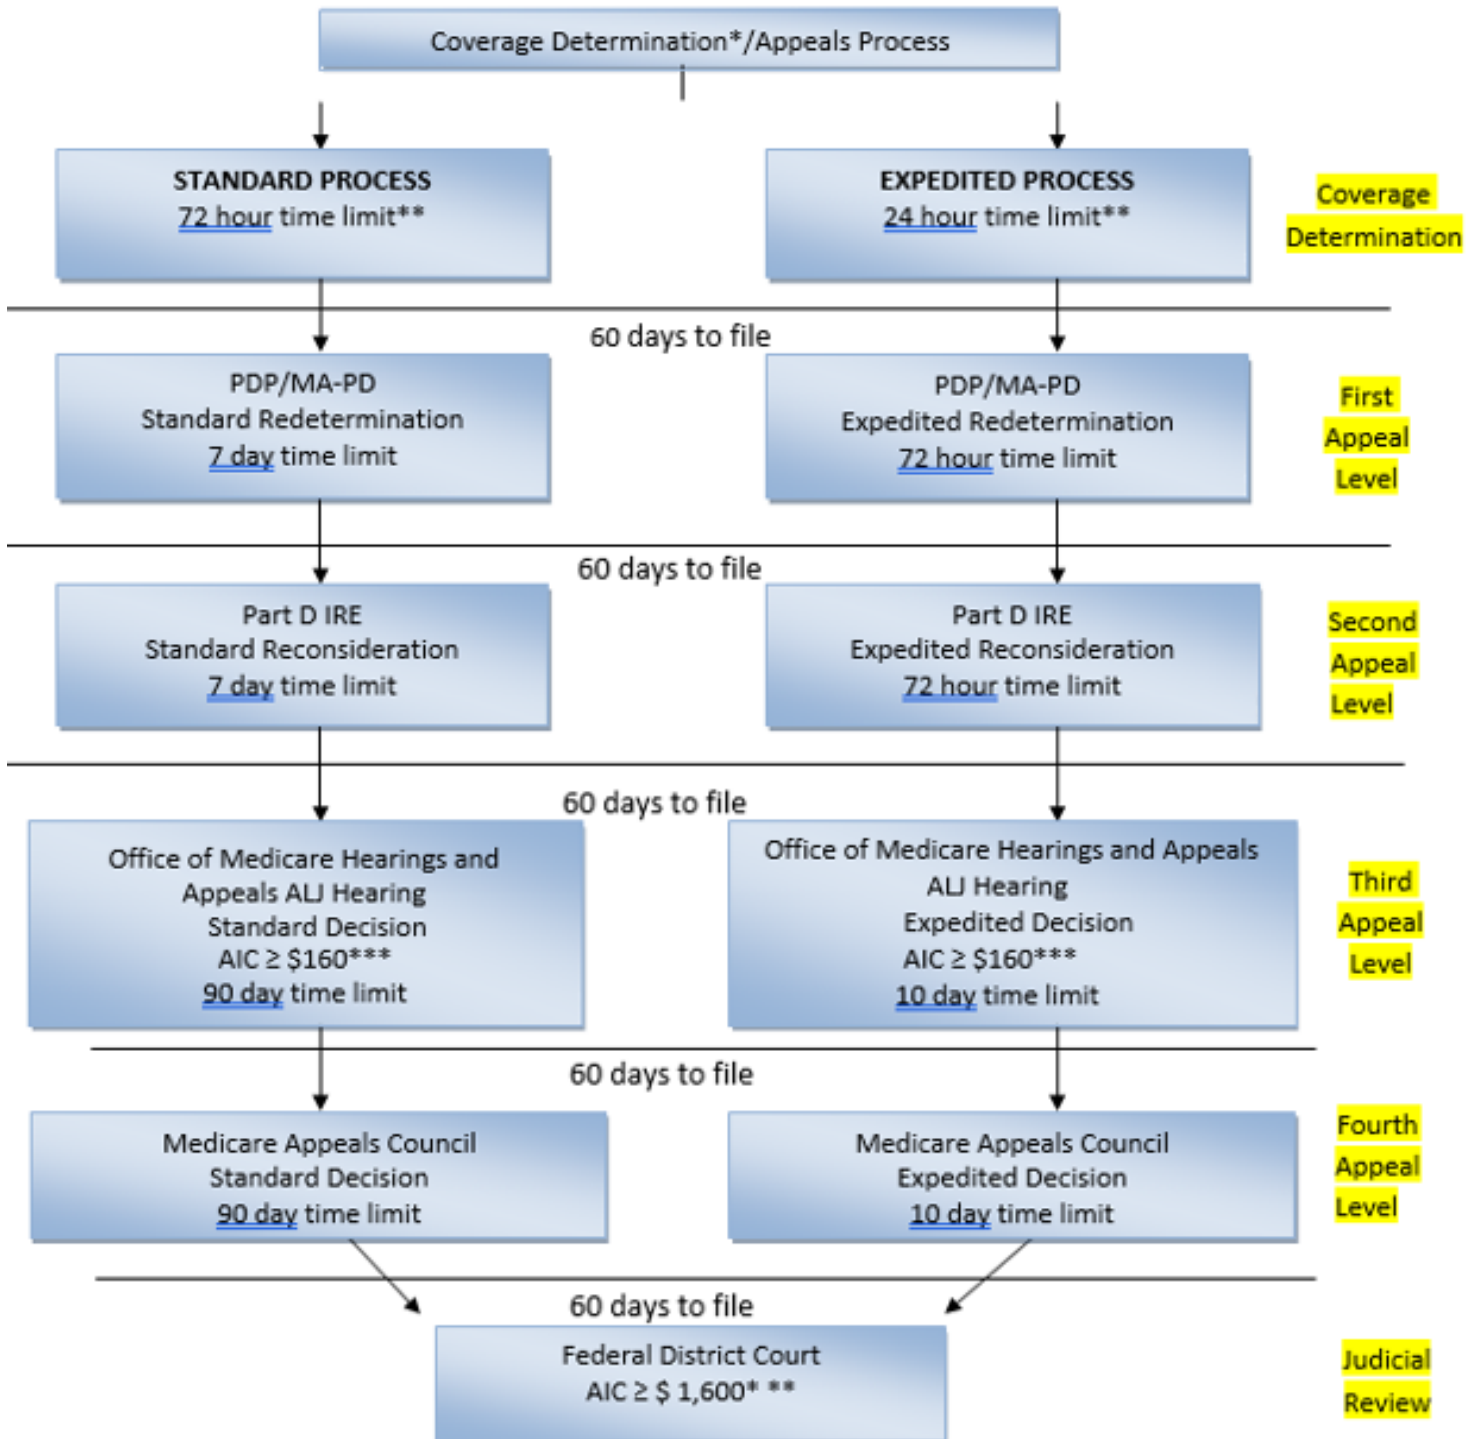 Coverage Determination*/Appeals Process
STANDARD PROCESS
72 hour time limit**
EXPEDITED PROCESS
24 hour time limit**
Coverage
Determination
60 days to file
PDP/MA-PD
Standard Redetermination
7 day time limit
PDP/MA-PD
Expedited Redetermination
72 hour time limit
First
Appeal
Level
60 days to file
Part D IRE
Standard Reconsideration
7 day time limit
Part D IRE
Expedited Reconsideration
72 hour time limit
Second
Appeal
Level
60 days to file
Office of Medicare Hearings and
Appeals ALJ Hearing
Standard Decision
AIC ≥ $160***
90 day time limit
Office of Medicare Hearings and Appeals
ALJ Hearing
Expedited Decision
AIC ≥ $160***
10 day time limit
Third
Appeal
Level
60 days to file
Medicare Appeals Council
Standard Decision
90 day time limit
Medicare Appeals Council
Expedited Decision
10 day time limit
Fourth
Appeal
Level
60 days to file
Federal District Court
AIC ≥ $ 1,600* **
Judicial
Review